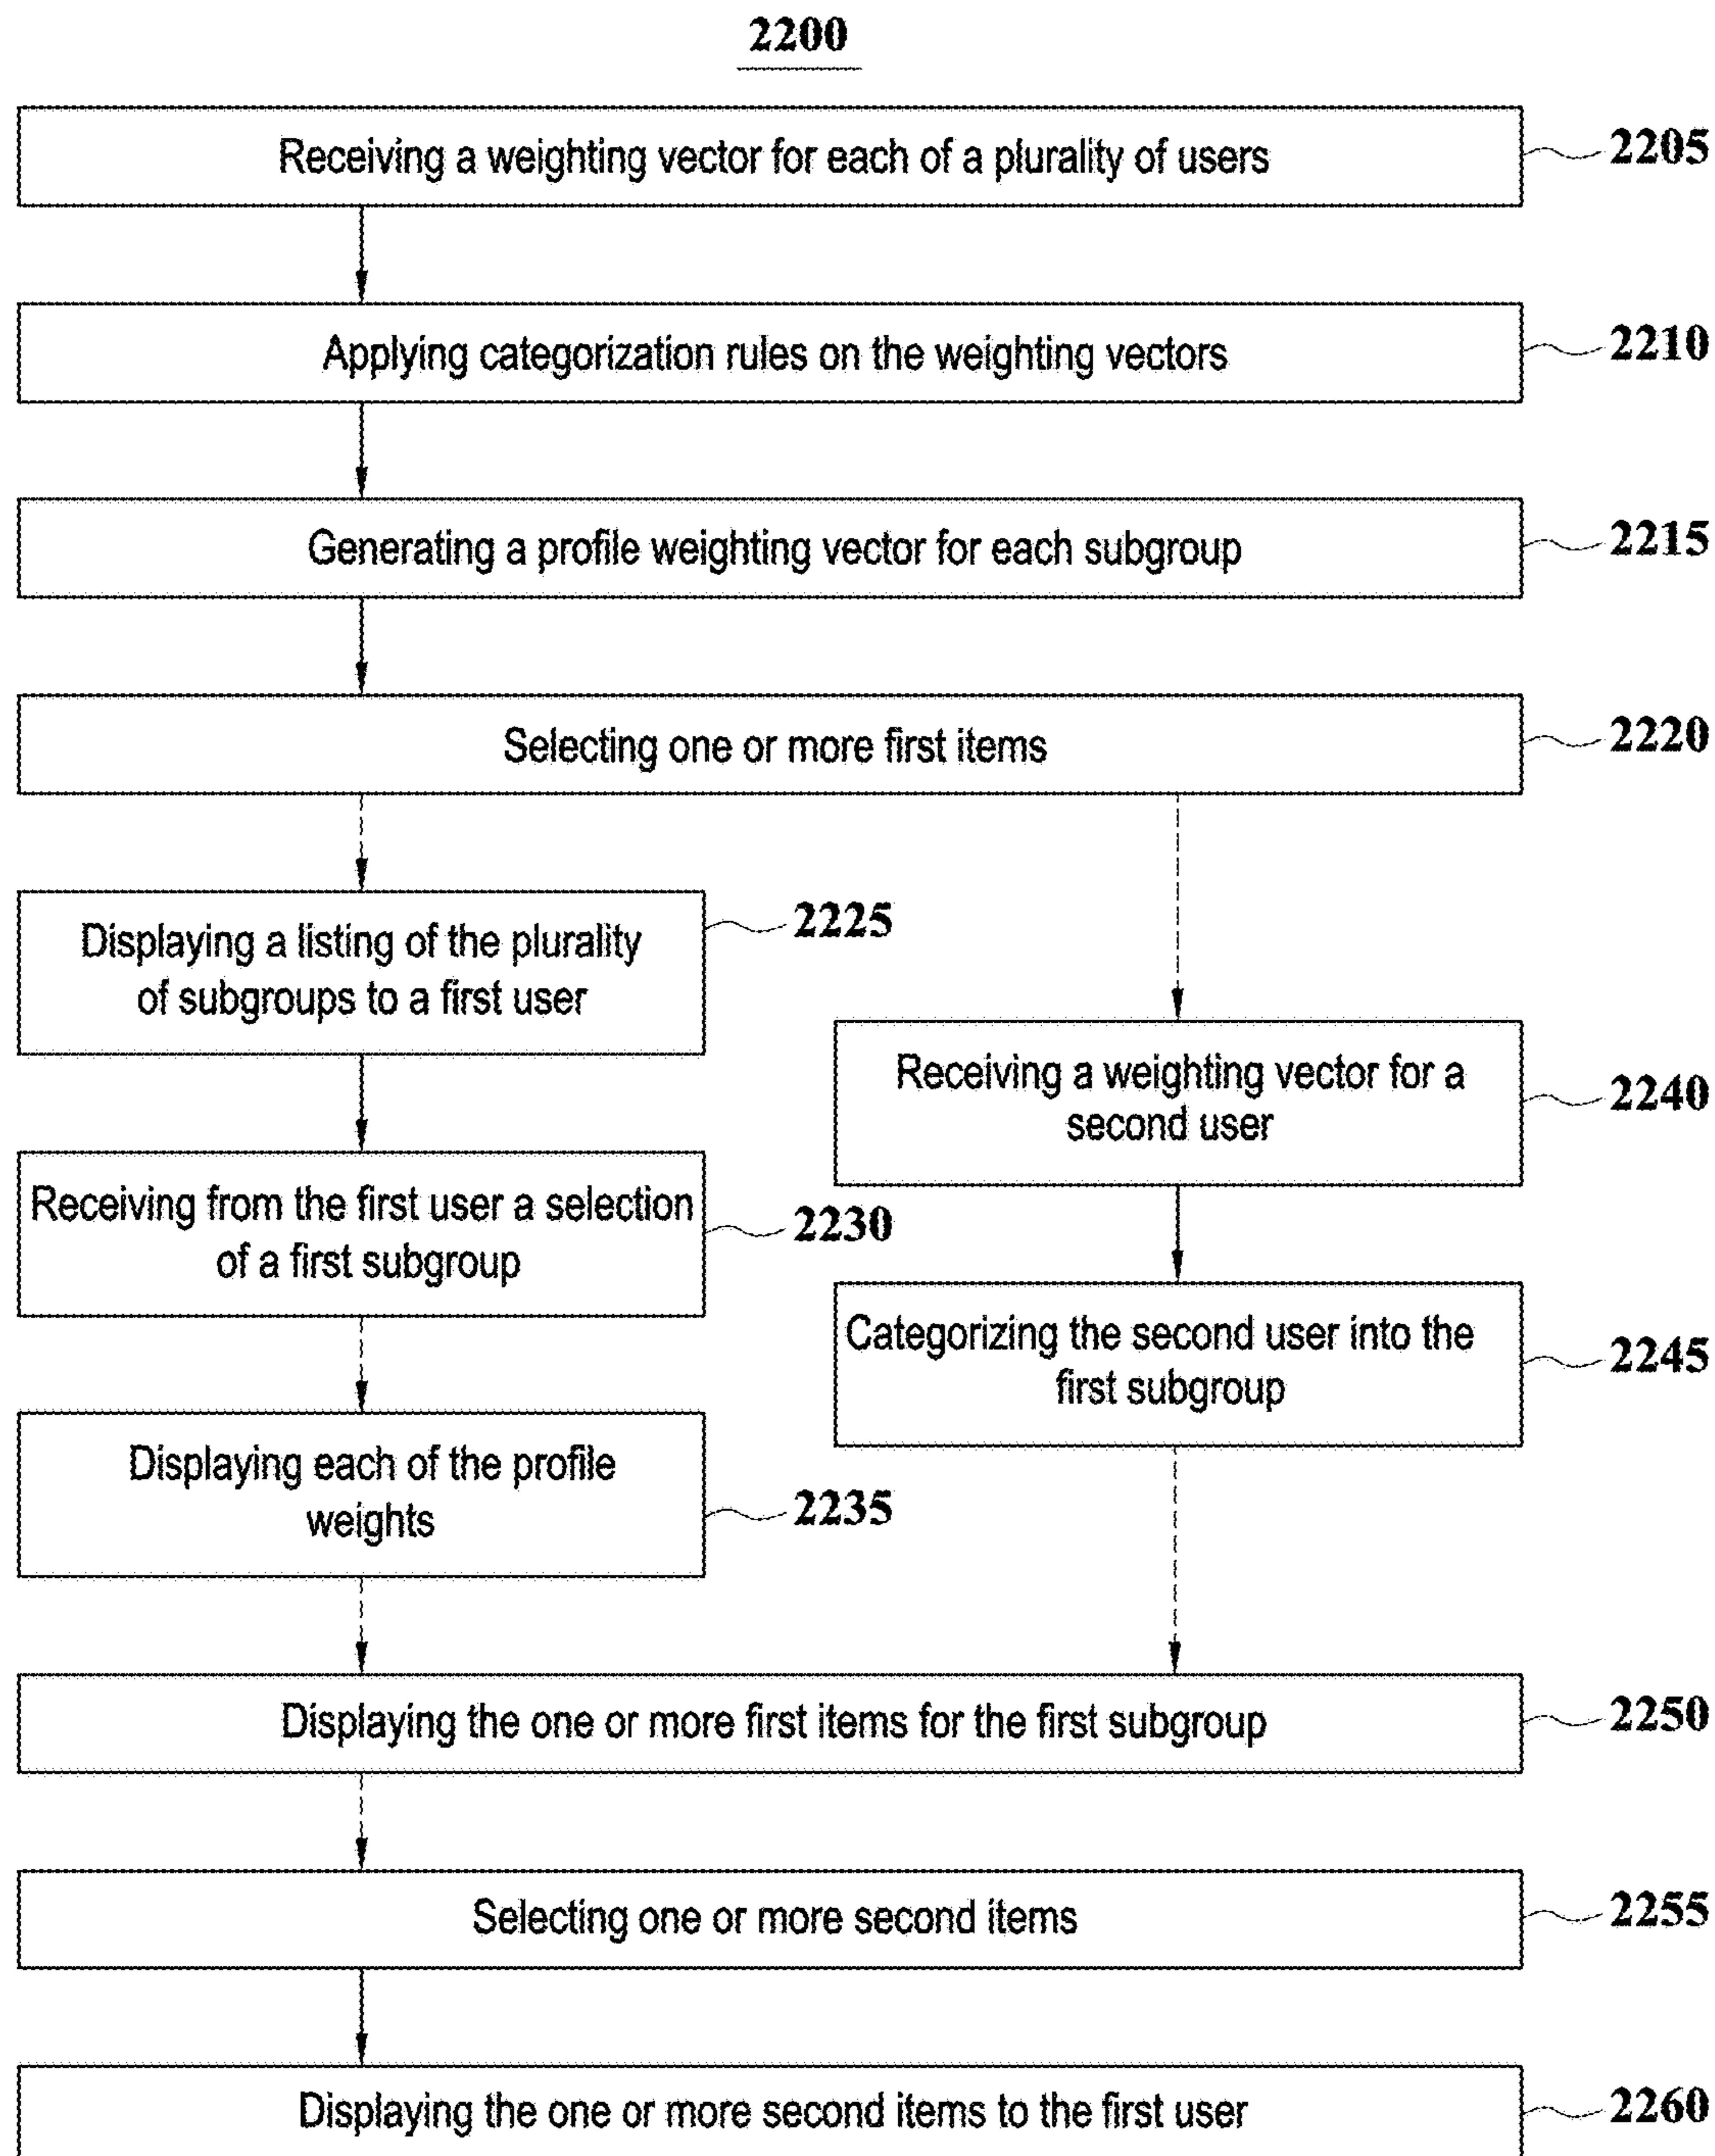 2200
Receiving a weighting vector for each of a plurality of users
2205
Applying categorization rules on the weighting vectors
2210
Generating a profile weighting vector for each subgroup
2215
Selecting one or more first items
2220
Displaying a listing of the plurality
of subgroups to a first user
2225
Receiving a weighting vector for a
second user
2240
Receiving from the first user a selection
of a first subgroup
2230
Categorizing the second user into the
first subgroup
2245
Displaying each of the profile
weights
2235
Displaying the one or more first items for the first subgroup
2250
Selecting one or more second items
2255
Displaying the one or more second items to the first user
2260